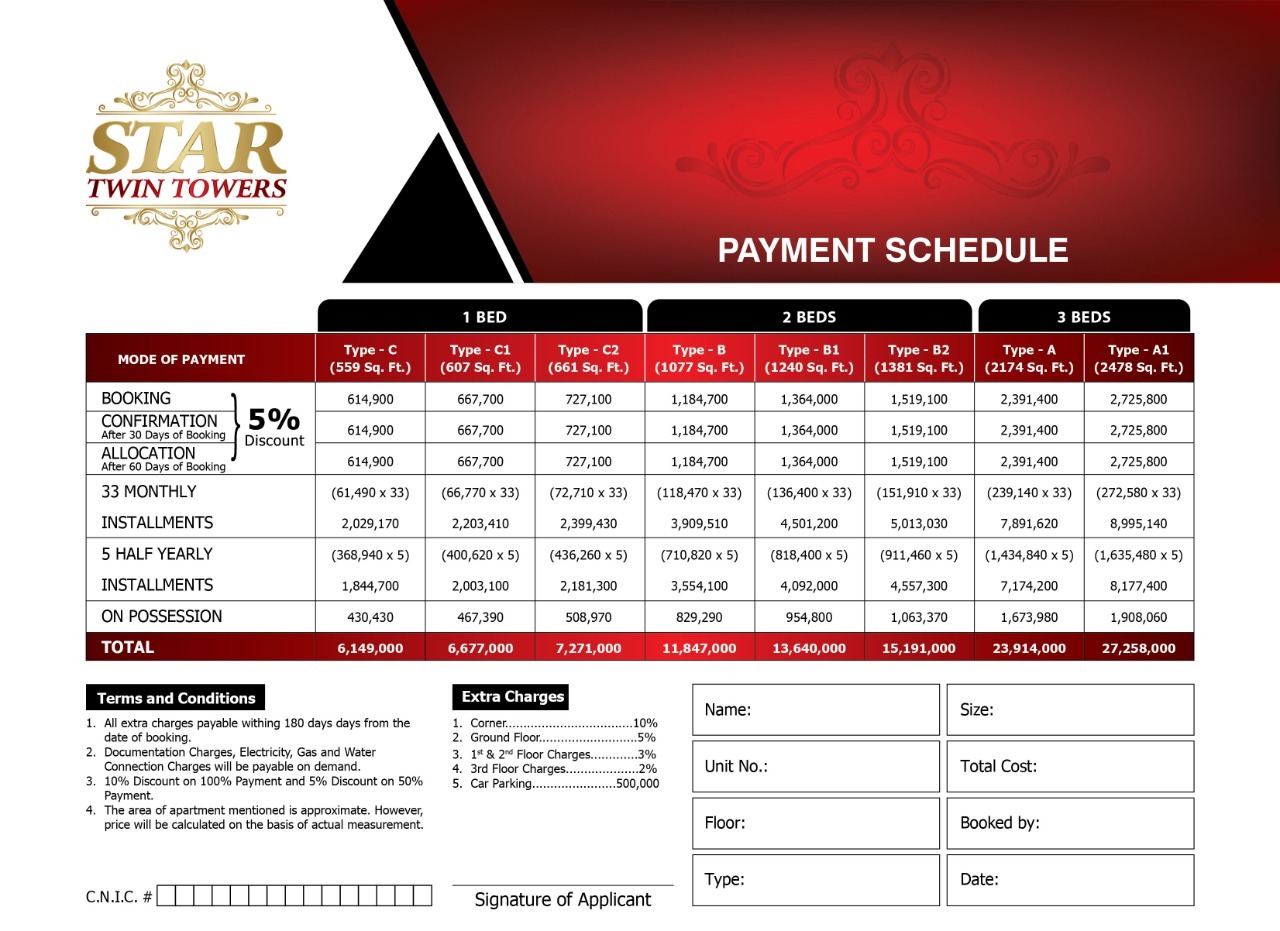 STAR
TWIN TOWERS
PAYMENT SCHEDULE
1 BED 2 BEDS 3 BEDS
MODE OF PAYMENT Type - C (559 Sq. Ft.) Type - C1 (607 Sq. Ft.) Type - C2 (661 Sq. Ft.) Type - B (1077 Sq. Ft.) Type - B1 (1240 Sq. Ft.) Type - B2 (1381 Sq. Ft.) Type - A (2174 Sq. Ft.) Type - A1 (2478 Sq. Ft.)
BOOKING 614,900 667,700 727,100 1,184,700 1,364,000 1,519,100 2,391,400 2,725,800
CONFIRMATION 614,900 667,700 727,100 1,184,700 1,364,000 1,519,100 2,391,400 2,725,800
After 30 Days of Booking
5%
Discount
ALLOCATION 614,900 667,700 727,100 1,184,700 1,364,000 1,519,100 2,391,400 2,725,800
After 60 Days of Booking
33 MONTHLY (61,490 x 33) (66,770 x 33) (72,710 x 33) (118,470 x 33) (136,400 x 33) (151,910 x 33) (239,140 x 33) (272,580 x 33)
INSTALLMENTS 2,029,170 2,203,410 2,399,430 3,909,510 4,501,200 5,013,030 7,891,620 8,995,140
5 HALF YEARLY (368,940 x 5) (400,620 x 5) (436,260 x 5) (710,820 x 5) (818,400 x 5) (911,460 x 5) (1,434,840 x 5) (1,635,480 x 5)
INSTALLMENTS 1,844,700 2,003,100 2,181,300 3,554,100 4,092,000 4,557,300 7,174,200 8,177,400
ON POSSESSION 430,430 467,390 508,970 829,290 954,800 1,063,370 1,673,980 1,908,060
TOTAL 6,149,000 6,677,000 7,271,000 11,847,000 13,640,000 15,191,000 23,914,000 27,258,000
Terms and Conditions
1. All extra charges payable withing 180 days days from the
date of booking.
2. Documentation Charges, Electricity, Gas and Water
Connection Charges will be payable on demand.
3. 10% Discount on 100% Payment and 5% Discount on 50%
Payment.
4. The area of apartment mentioned is approximate. However,
price will be calculated on the basis of actual measurement.
C.N.I.C. #
Extra Charges
1. Corner...................................10%
2. Ground Floor...........................5%
3. 1st & 2nd Floor Charges.............3%
4. 3rd Floor Charges....................2%
5. Car Parking.......................500,000
Signature of Applicant
Name: Size:
Unit No.: Total Cost:
Floor: Booked by:
Type: Date: